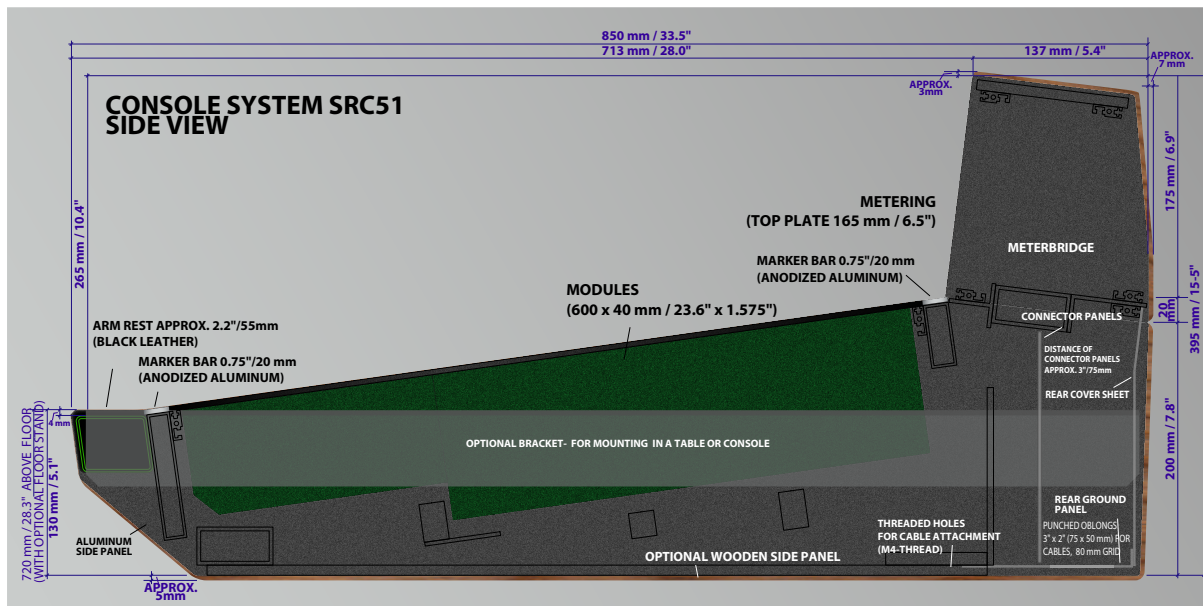 850 mm / 33.5"
713 mm / 28.0"
137 mm / 5.4"
APPROX.
7 mm
APPROX.
3mm
CONSOLE SYSTEM SRC51
SIDE VIEW
265 mm / 10.4"
175 mm / 6.9"
METERING
(TOP PLATE 165 mm / 6.5")
METERBRIDGE
MARKER BAR 0.75"/20 mm
(ANODIZED ALUMINUM)
MODULES
(600 x 40 mm / 23.6" x 1.575")
20
mm
395 mm / 15-5"
CONNECTOR PANELS
ARM REST APPROX. 2.2"/55mm
(BLACK LEATHER)
MARKER BAR 0.75"/20 mm
(ANODIZED ALUMINUM)
DISTANCE OF
CONNECTOR PANELS
APPROX. 3"/75mm
REAR COVER SHEET
4 mm
OPTIONAL BRACKET- FOR MOUNTING IN A TABLE OR CONSOLE
720 mm / 28.3" ABOVE FLOOR
(WITH OPTIONAL FLOOR STAND)
130 mm / 5.1"
200 mm / 7.8"
ALUMINUM
SIDE PANEL
THREADED HOLES
FOR CABLE ATTACHMENT
(M4-THREAD)
REAR GROUND
PANEL
PUNCHED OBLONGS
3" x 2" (75 x 50 mm) FOR
CABLES, 80 mm GRID
OPTIONAL WOODEN SIDE PANEL
APPROX.
5mm